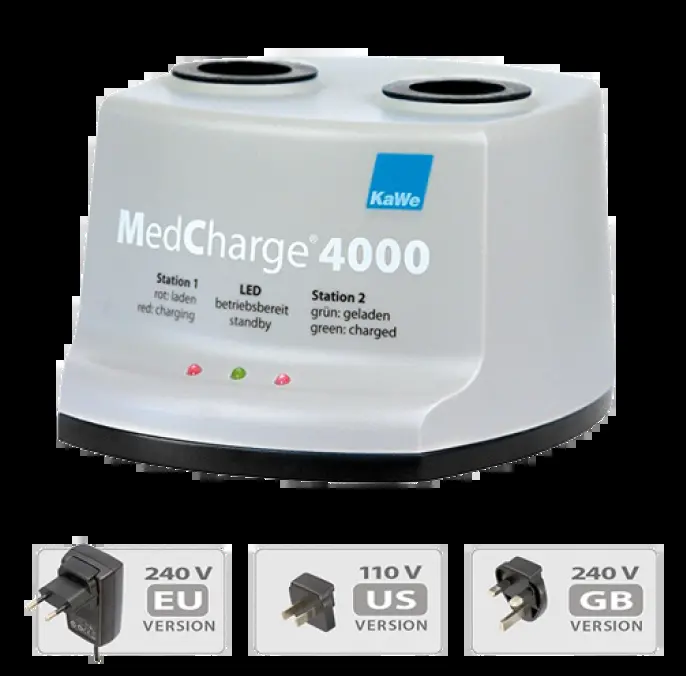 KaWe
MedCharge® 4000
Station 1
rot: laden
red: charging
LED
betriebsbereit
standby
Station 2
grün: geladen
green: charged
240 V
EU
VERSION
110 V
US
VERSION
240 V
GB
VERSION